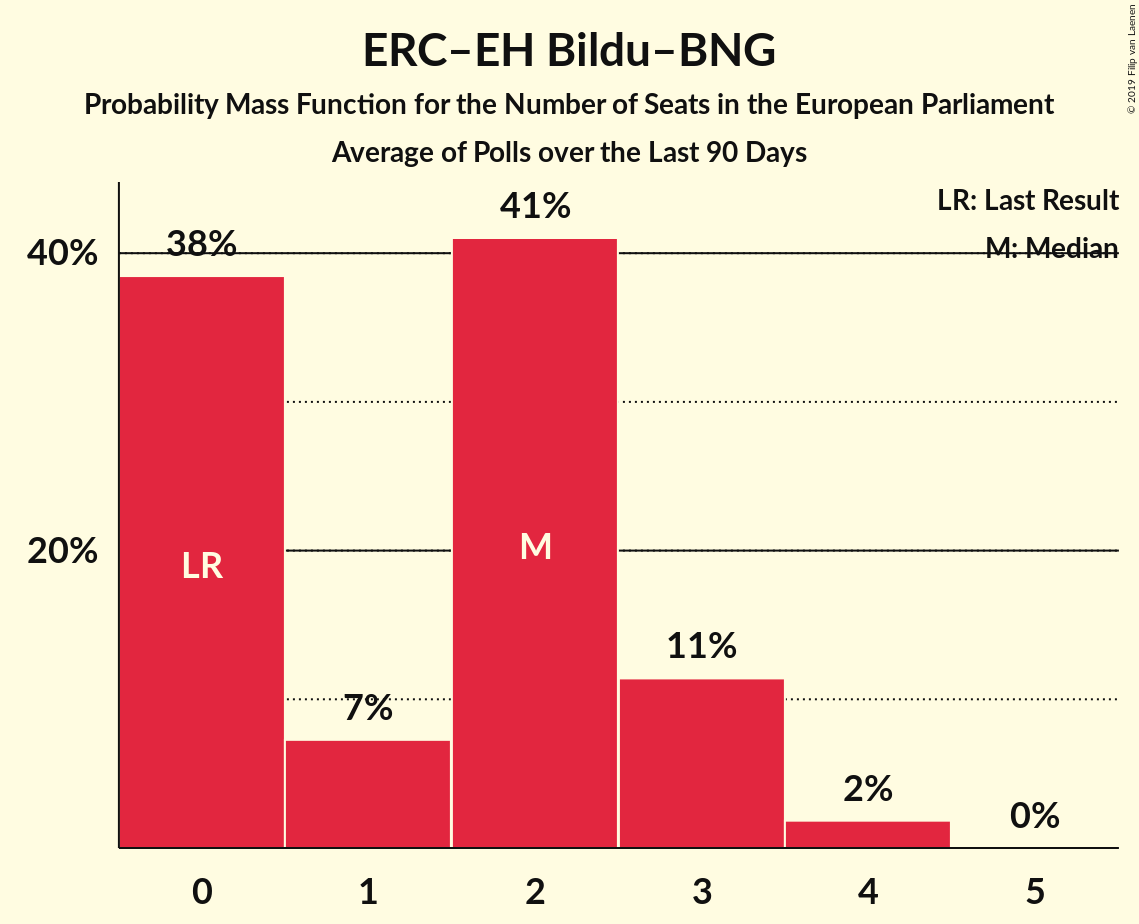 ERC–EH Bildu–BNG
Probability Mass Function for the Number of Seats in the European Parliament
Average of Polls over the Last 90 Days
© 2019 Filip van Laenen
LR: Last Result
M: Median
40%
20%
38%
7%
41%
11%
2%
0%
LR
M
0 1 2 3 4 5